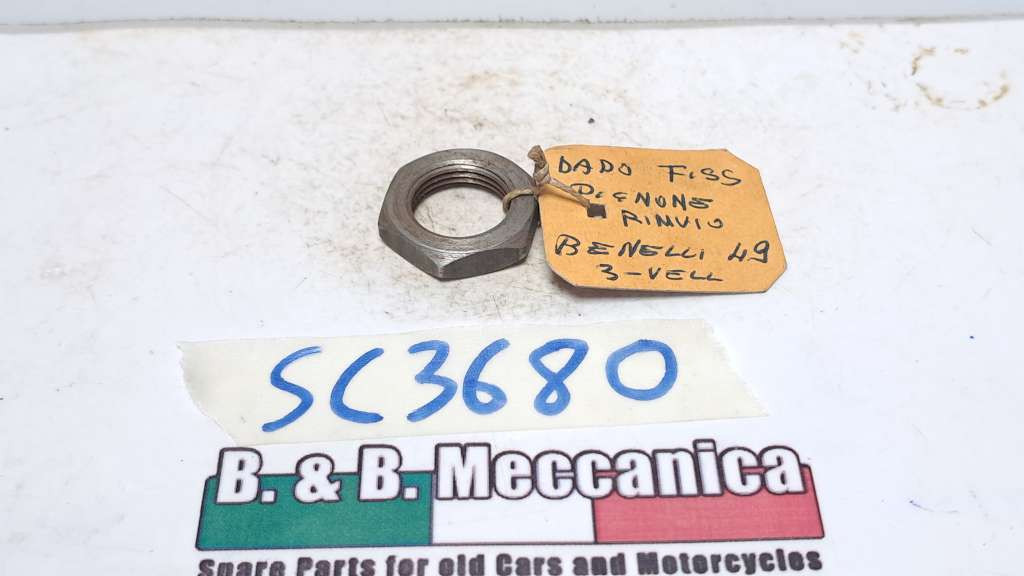 DADO FISS
PIGNONE
RINVIO
BENELLI 49
3-VELL
SC3680
B. & B. Meccanica
Spare Parts for old Cars and Motorcycles